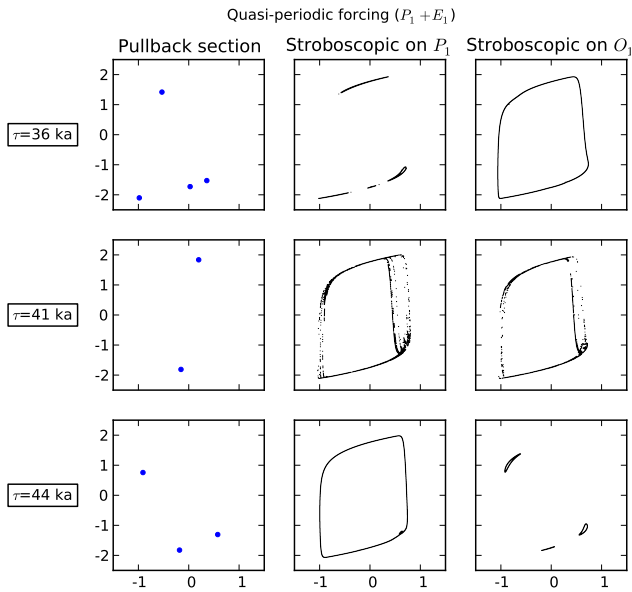 Quasi-periodic forcing (P₁+E₁)
Pullback section Stroboscopic on P₁ Stroboscopic on O₁
τ=36 ka
2
1
0
-1
-2
τ=41 ka
2
1
0
-1
-2
τ=44 ka
2
1
0
-1
-2
-1 0 1 -1 0 1 -1 0 1